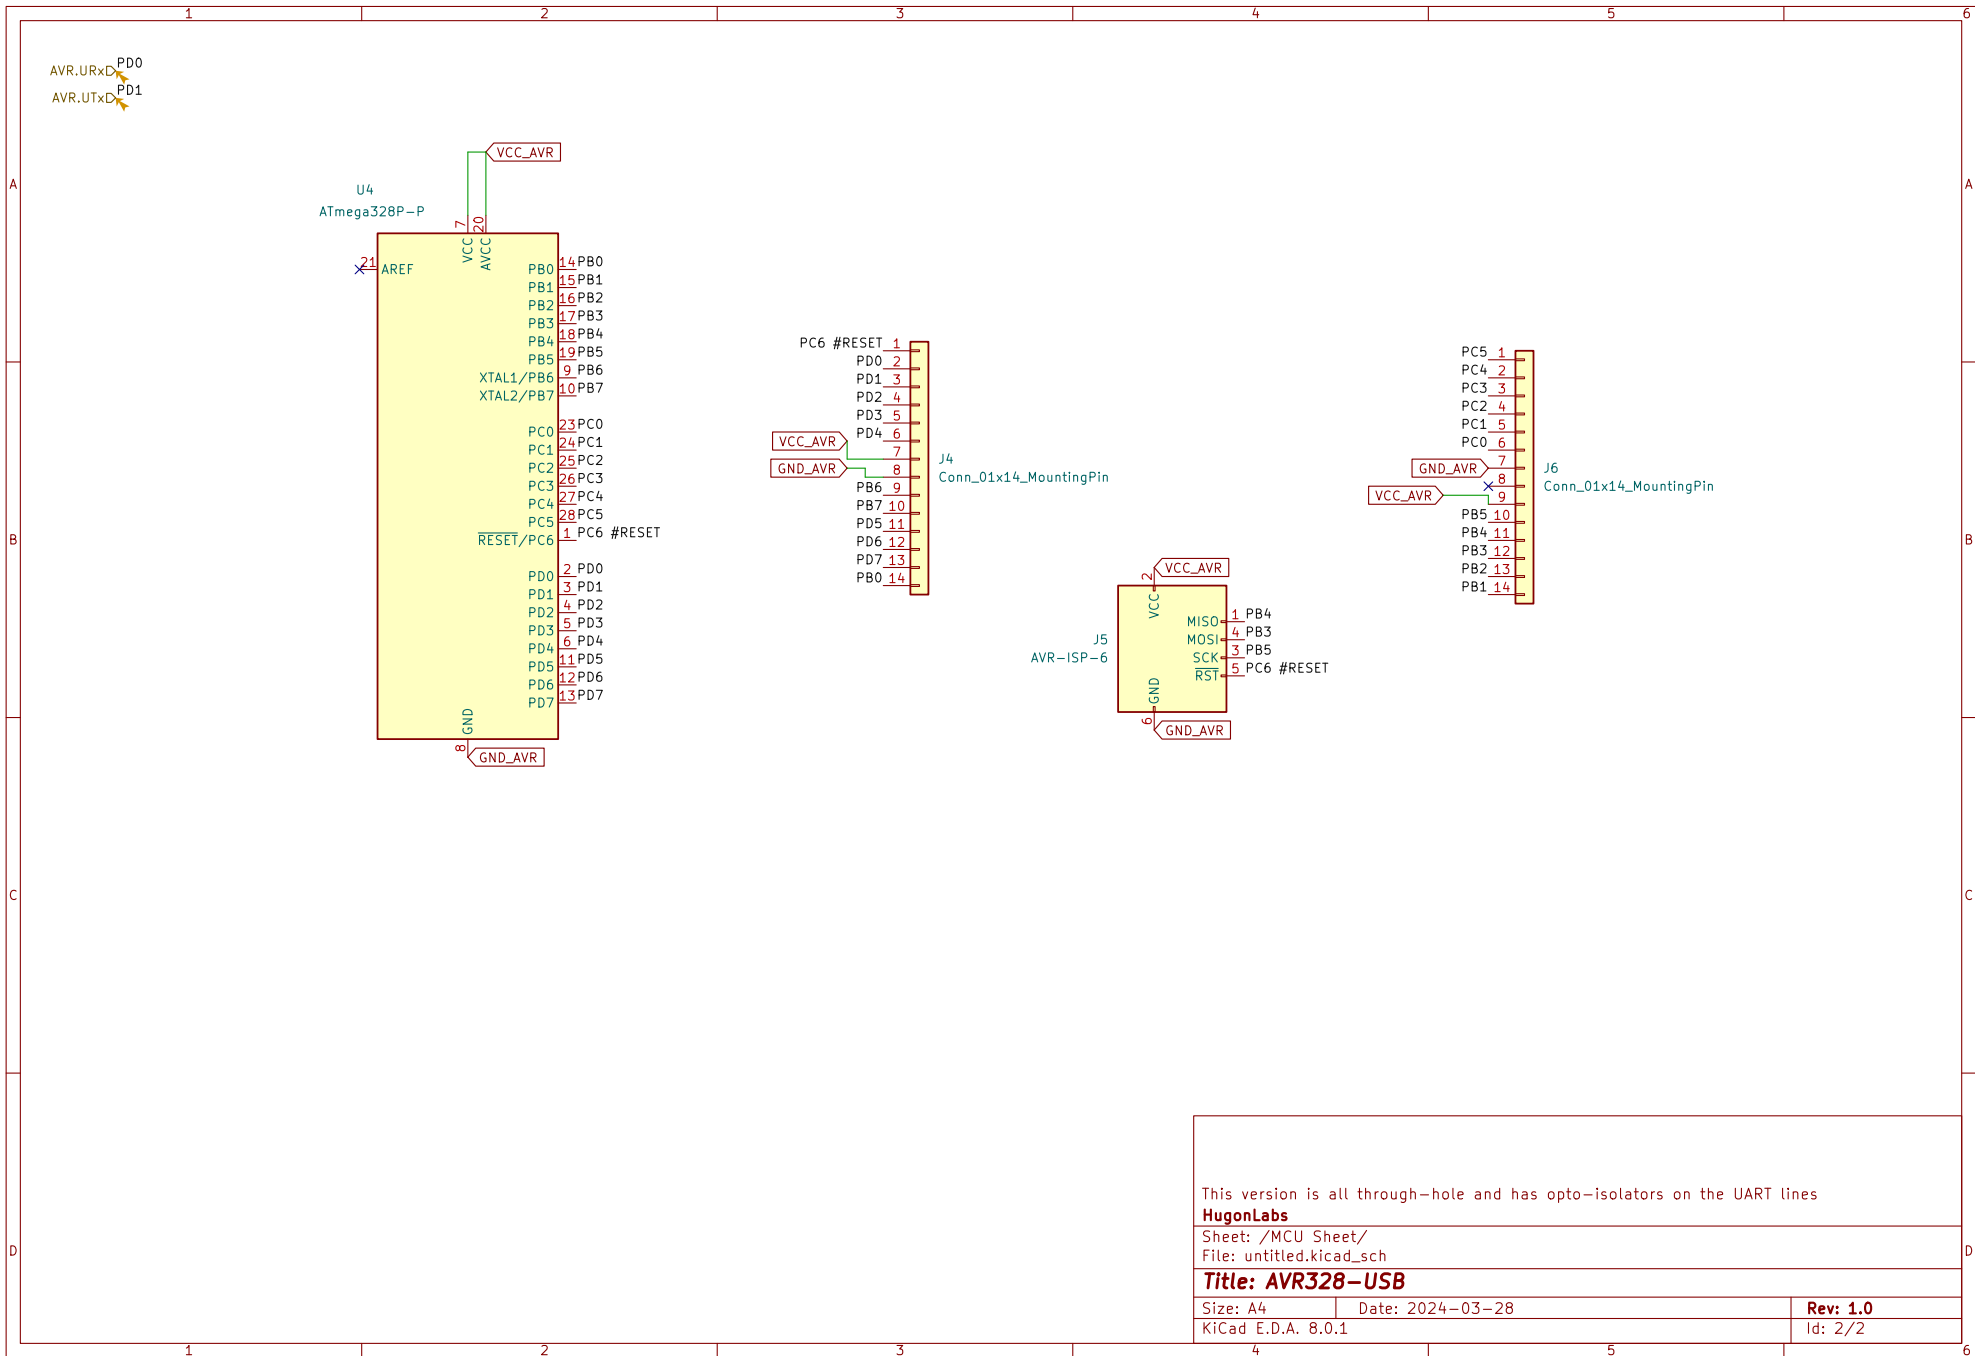 1 2 3 4 5 6
AVR.URx PD0
AVR.UTx PD1
VCC_AVR
A A
U4
ATmega328P-P
7 20
VCC AVCC
21 AREF
PB0 14 PB0
PB1 15 PB1
PB2 16 PB2
PB3 17 PB3
PB4 18 PB4
PB5 19 PB5
XTAL1/PB6 9 PB6
XTAL2/PB7 10 PB7
PC0 23 PC0
PC1 24 PC1
PC2 25 PC2
PC3 26 PC3
PC4 27 PC4
PC5 28 PC5
RESET/PC6 1 PC6 #RESET
PD0 2 PD0
PD1 3 PD1
PD2 4 PD2
PD3 5 PD3
PD4 6 PD4
PD5 11 PD5
PD6 12 PD6
PD7 13 PD7
GND
8
GND_AVR
PC6 #RESET 1
PD0 2
PD1 3
PD2 4
PD3 5
PD4 6
VCC_AVR 7
GND_AVR 8
PB6 9
PB7 10
PD5 11
PD6 12
PD7 13
PB0 14
J4
Conn_01x14_MountingPin
VCC_AVR
2
VCC
MISO 1 PB4
MOSI 4 PB3
SCK 3 PB5
RST 5 PC6 #RESET
J5
AVR-ISP-6
GND
6
GND_AVR
PC5 1
PC4 2
PC3 3
PC2 4
PC1 5
PC0 6
GND_AVR 7
8
VCC_AVR 9
PB5 10
PB4 11
PB3 12
PB2 13
PB1 14
J6
Conn_01x14_MountingPin
B B
C C
D D
This version is all through-hole and has opto-isolators on the UART lines
HugonLabs
Sheet: /MCU Sheet/
File: untitled.kicad_sch
Title: AVR328-USB
Size: A4 Date: 2024-03-28 Rev: 1.0
KiCad E.D.A. 8.0.1 Id: 2/2
1 2 3 4 5 6